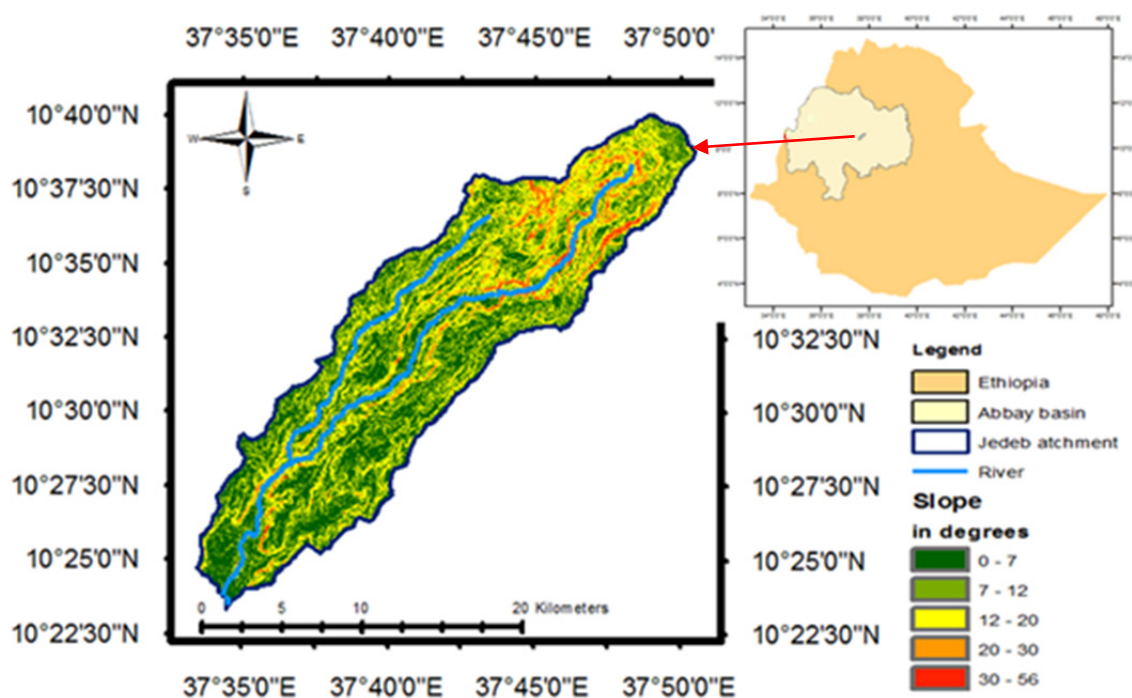 37°35'0"E 37°40'0"E 37°45'0"E 37°50'0'
10°40'0"N
10°37'30"N
10°35'0"N
10°32'30"N
10°30'0"N
10°27'30"N
10°25'0"N
10°22'30"N
W E
S
0 5 10 20 Kilometers
37°35'0"E 37°40'0"E 37°45'0"E 37°50'0"E
10°32'30"N
10°30'0"N
10°27'30"N
10°25'0"N
10°22'30"N
Legend
Ethiopia
Abbay basin
Jedeb atchment
River
Slope
in degrees
0 - 7
7 - 12
12 - 20
20 - 30
30 - 56